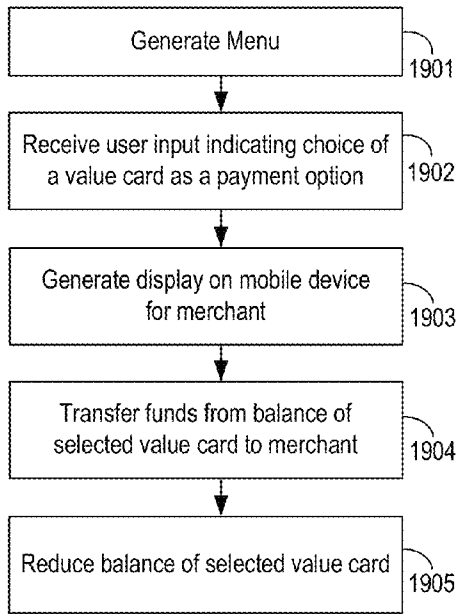 Generate Menu
1901
Receive user input indicating choice of
a value card as a payment option
1902
Generate display on mobile device
for merchant
1903
Transfer funds from balance of
selected value card to merchant
1904
Reduce balance of selected value card
1905